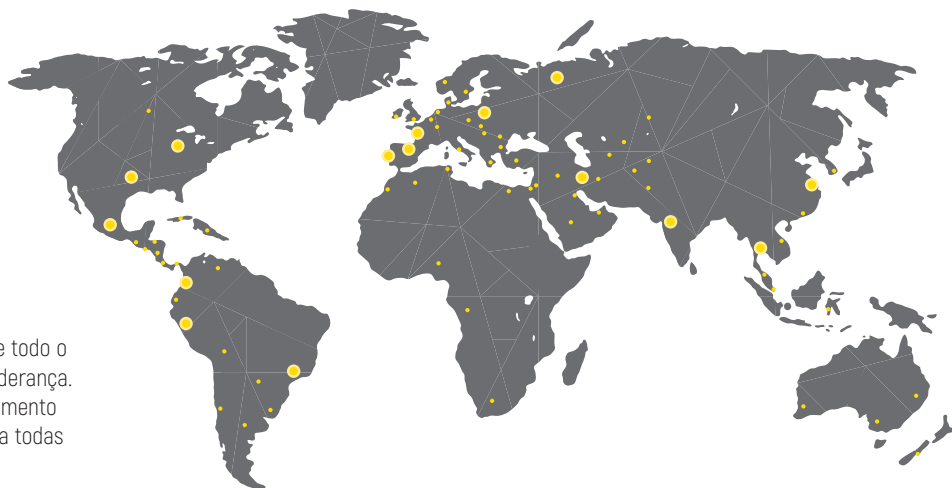 e todo o
derança.
mento
a todas